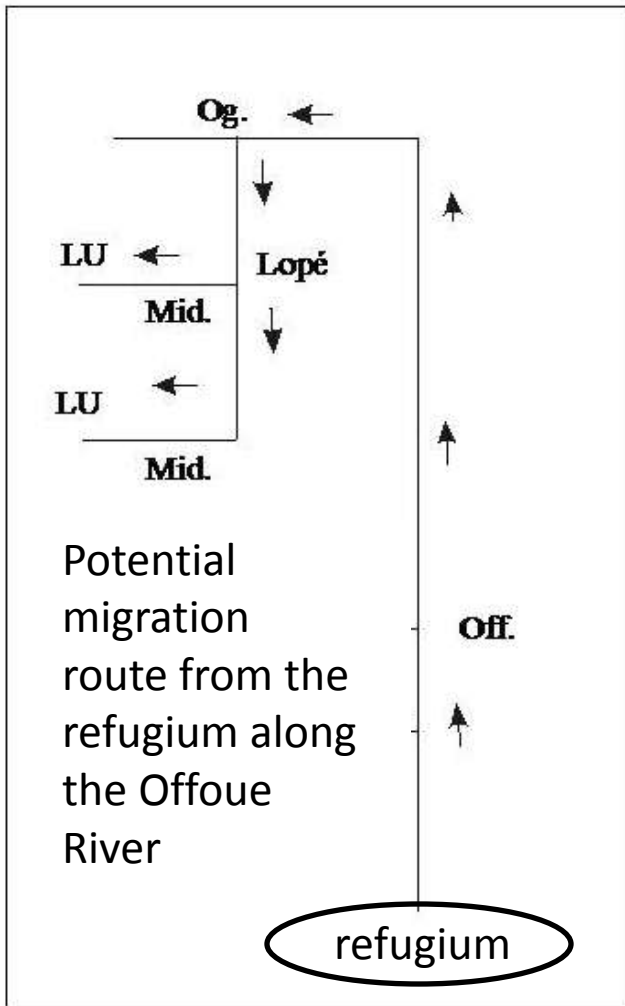 Og.
LU
Lopé
Mid.
LU
Mid.
Potential
migration
route from the
refugium along
the Offoue
River
Off.
refugium